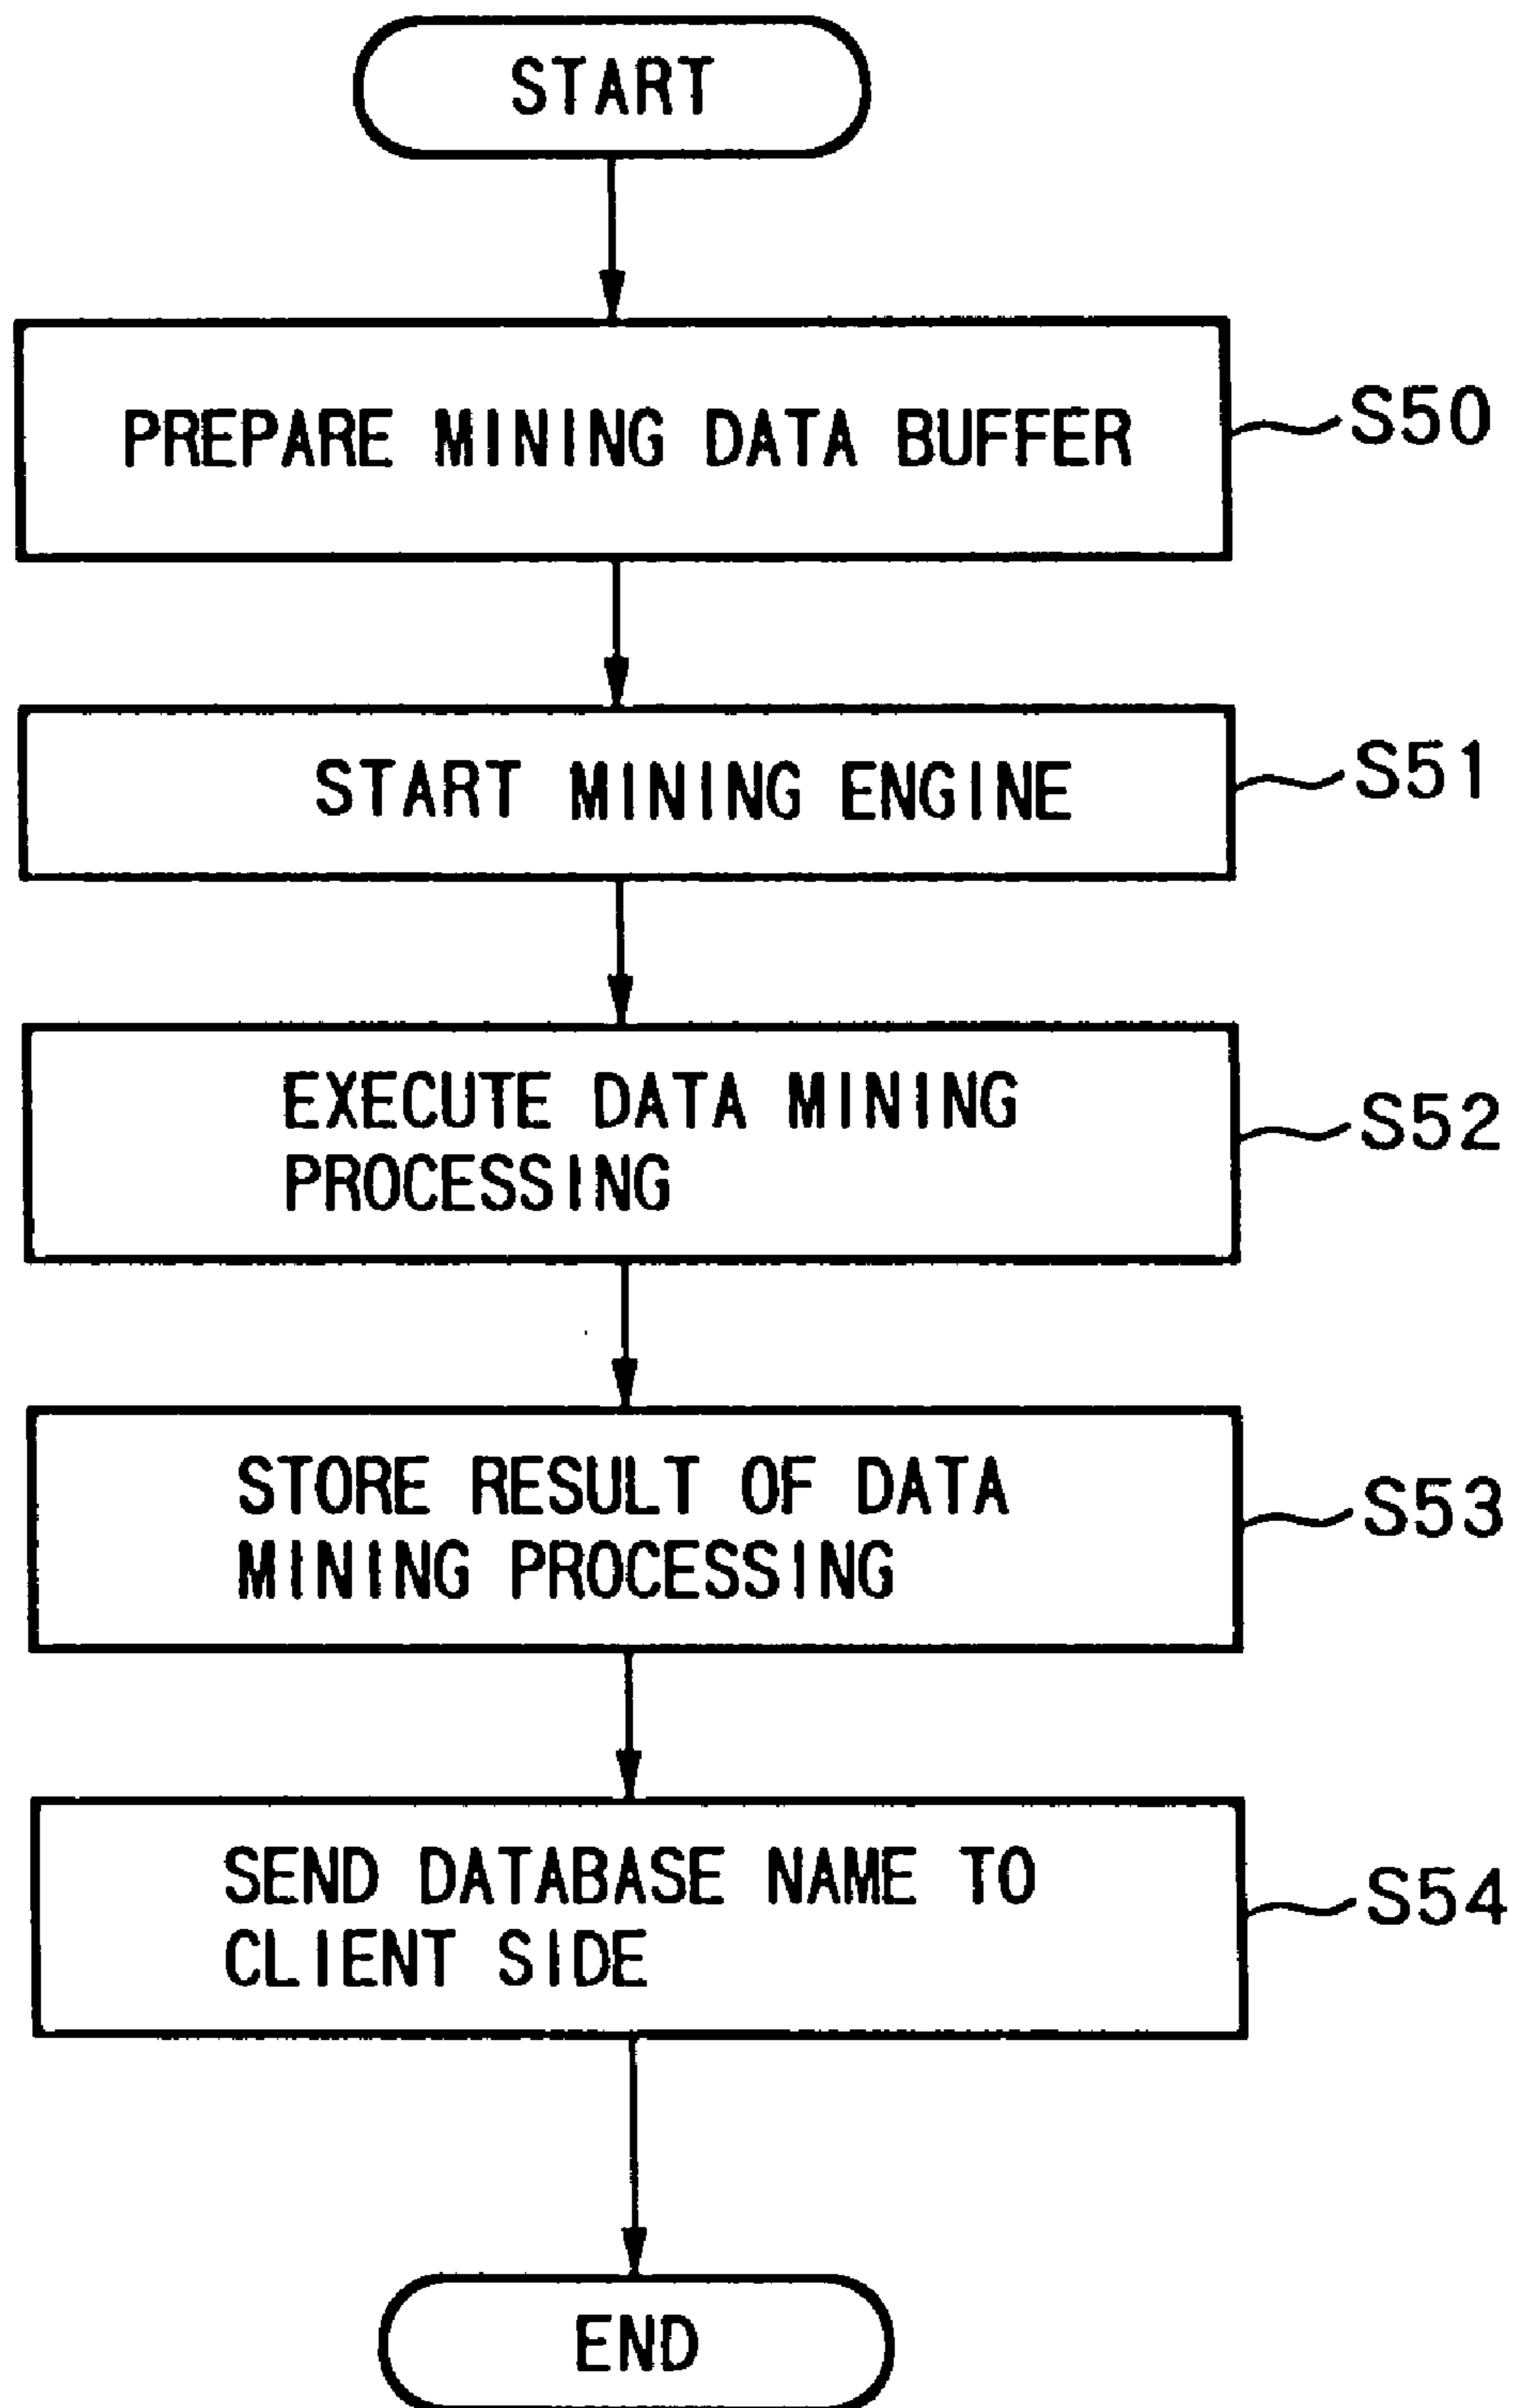 START
PREPARE MINING DATA BUFFER
S50
START MINING ENGINE
S51
EXECUTE DATA MINING
PROCESSING
S52
STORE RESULT OF DATA
MINING PROCESSING
S53
SEND DATABASE NAME TO
CLIENT SIDE
S54
END